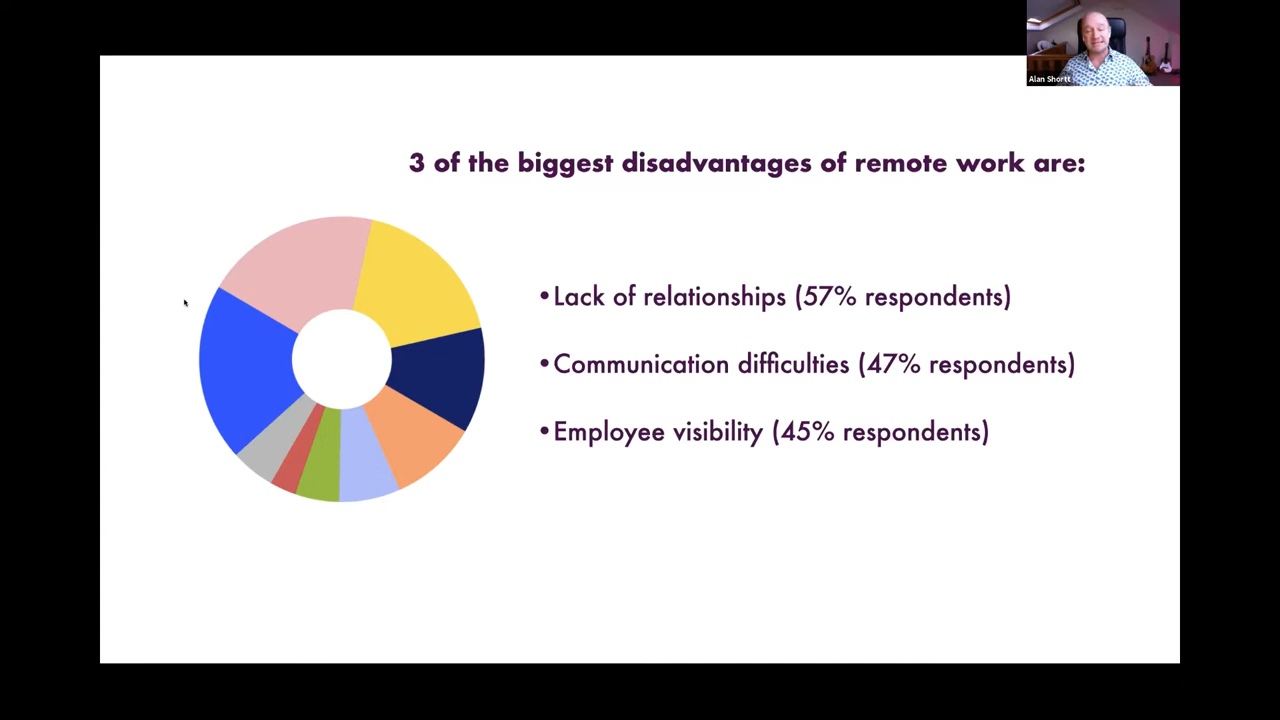 Alan Shortt
3 of the biggest disadvantages of remote work are:
•Lack of relationships (57% respondents)
•Communication difficulties (47% respondents)
•Employee visibility (45% respondents)